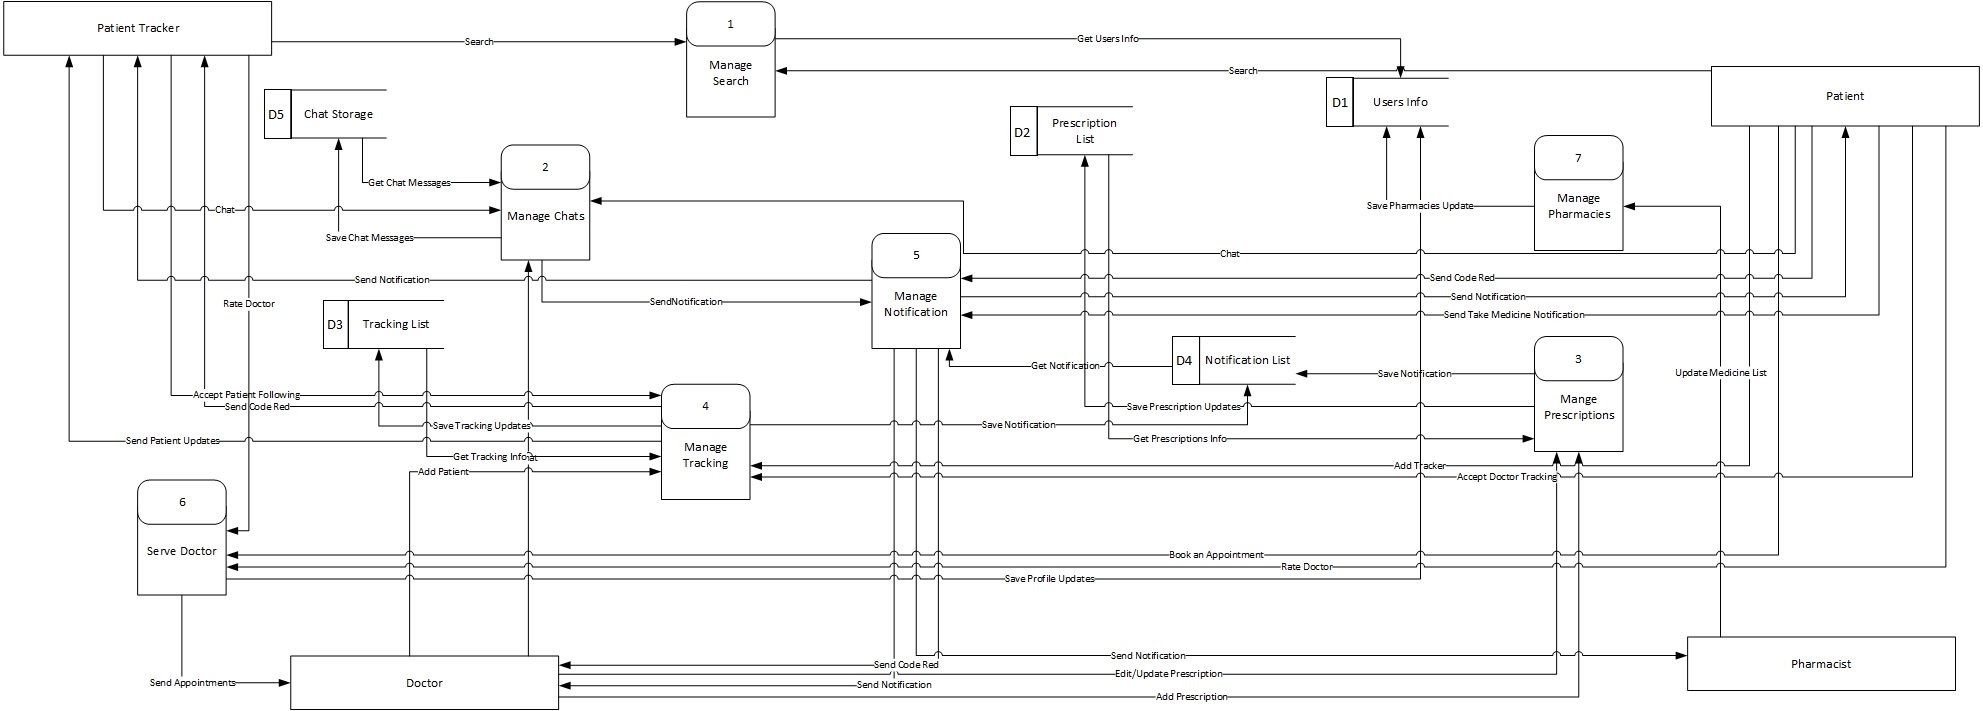 Patient Tracker
1
Search
Get Users Info
Manage
Search
Search
Patient
D5
Chat Storage
D2
Prescription
List
D1
Users Info
2
7
Get Chat Messages
Chat
Manage Chats
Manage
Pharmacies
Save Pharmacies Update
Save Chat Messages
5
Chat
Send Notification
Send Code Red
Rate Doctor
SendNotification
Manage
Notification
Send Notification
Send Take Medicine Notification
D3
Tracking List
D4
Notification List
3
Get Notification
Save Notification
Update Medicine List
Accept Patient Following
Send Code Red
4
Save Prescription Updates
Mange
Prescriptions
Save Tracking Updates
Save Notification
Send Patient Updates
Get Prescriptions Info
Manage
Tracking
Get Tracking Info
Add Patient
Add Tracker
Accept Doctor Tracking
6
Serve Doctor
Book an Appointment
Rate Doctor
Save Profile Updates
Send Notification
Send Code Red
Pharmacist
Edit/Update Prescription
Send Appointments
Doctor
Send Notification
Add Prescription